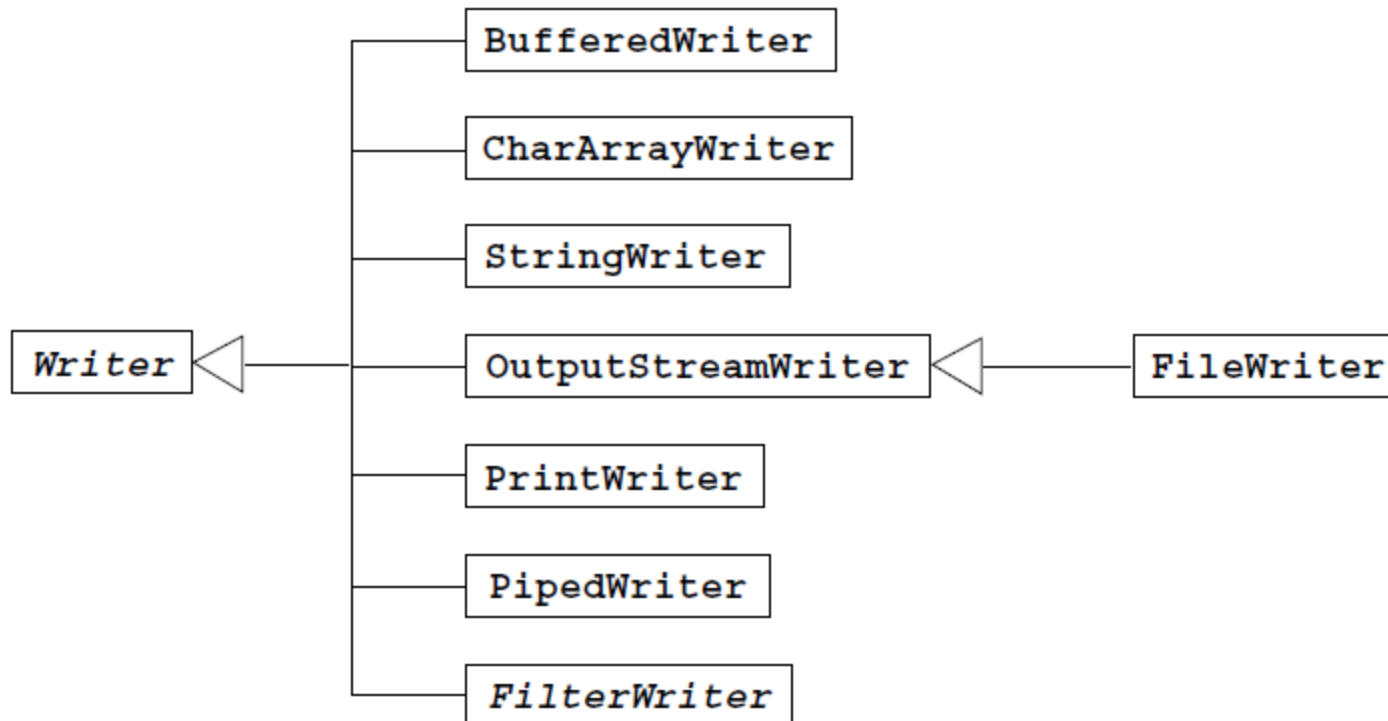 BufferedWriter
CharArrayWriter
StringWriter
Writer
OutputStreamWriter
FileWriter
PrintWriter
PipedWriter
FilterWriter